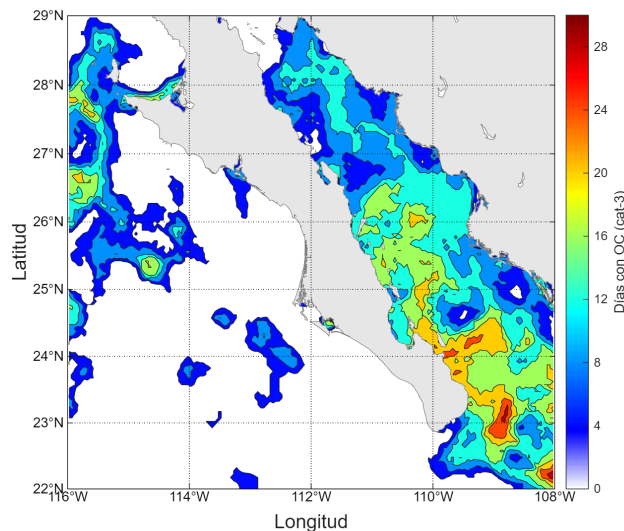 29°N
28°N
27°N
26°N
25°N
24°N
23°N
22°N
Latitud
116°W
114°W
112°W
110°W
108°W
Longitud
28
24
20
16
12
8
4
0
Días con OC (cat-3)